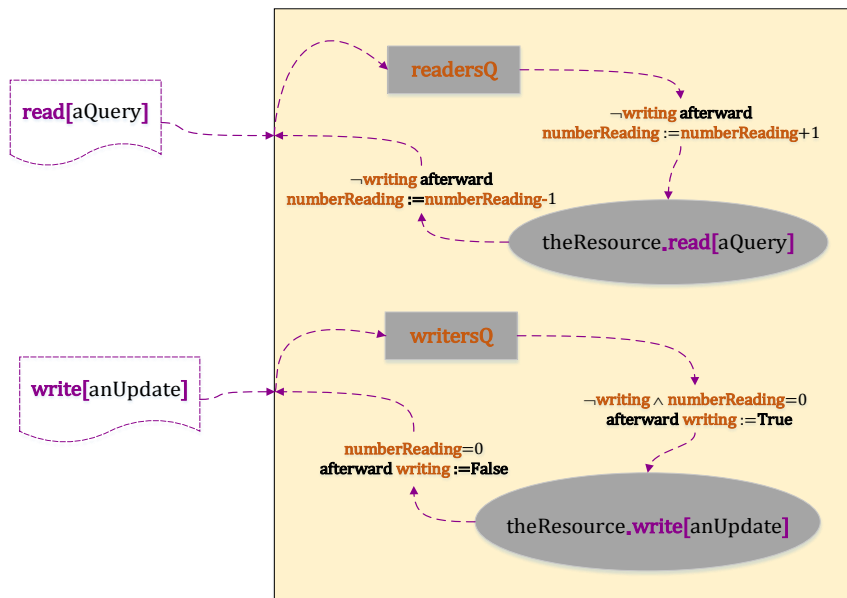 readersQ
read[aQuery]
¬writing afterward
numberReading :=numberReading+1
¬writing afterward
numberReading :=numberReading-1
theResource.read[aQuery]
writersQ
write[anUpdate]
¬writing ∧ numberReading=0
afterward writing :=True
numberReading=0
afterward writing :=False
theResource.write[anUpdate]